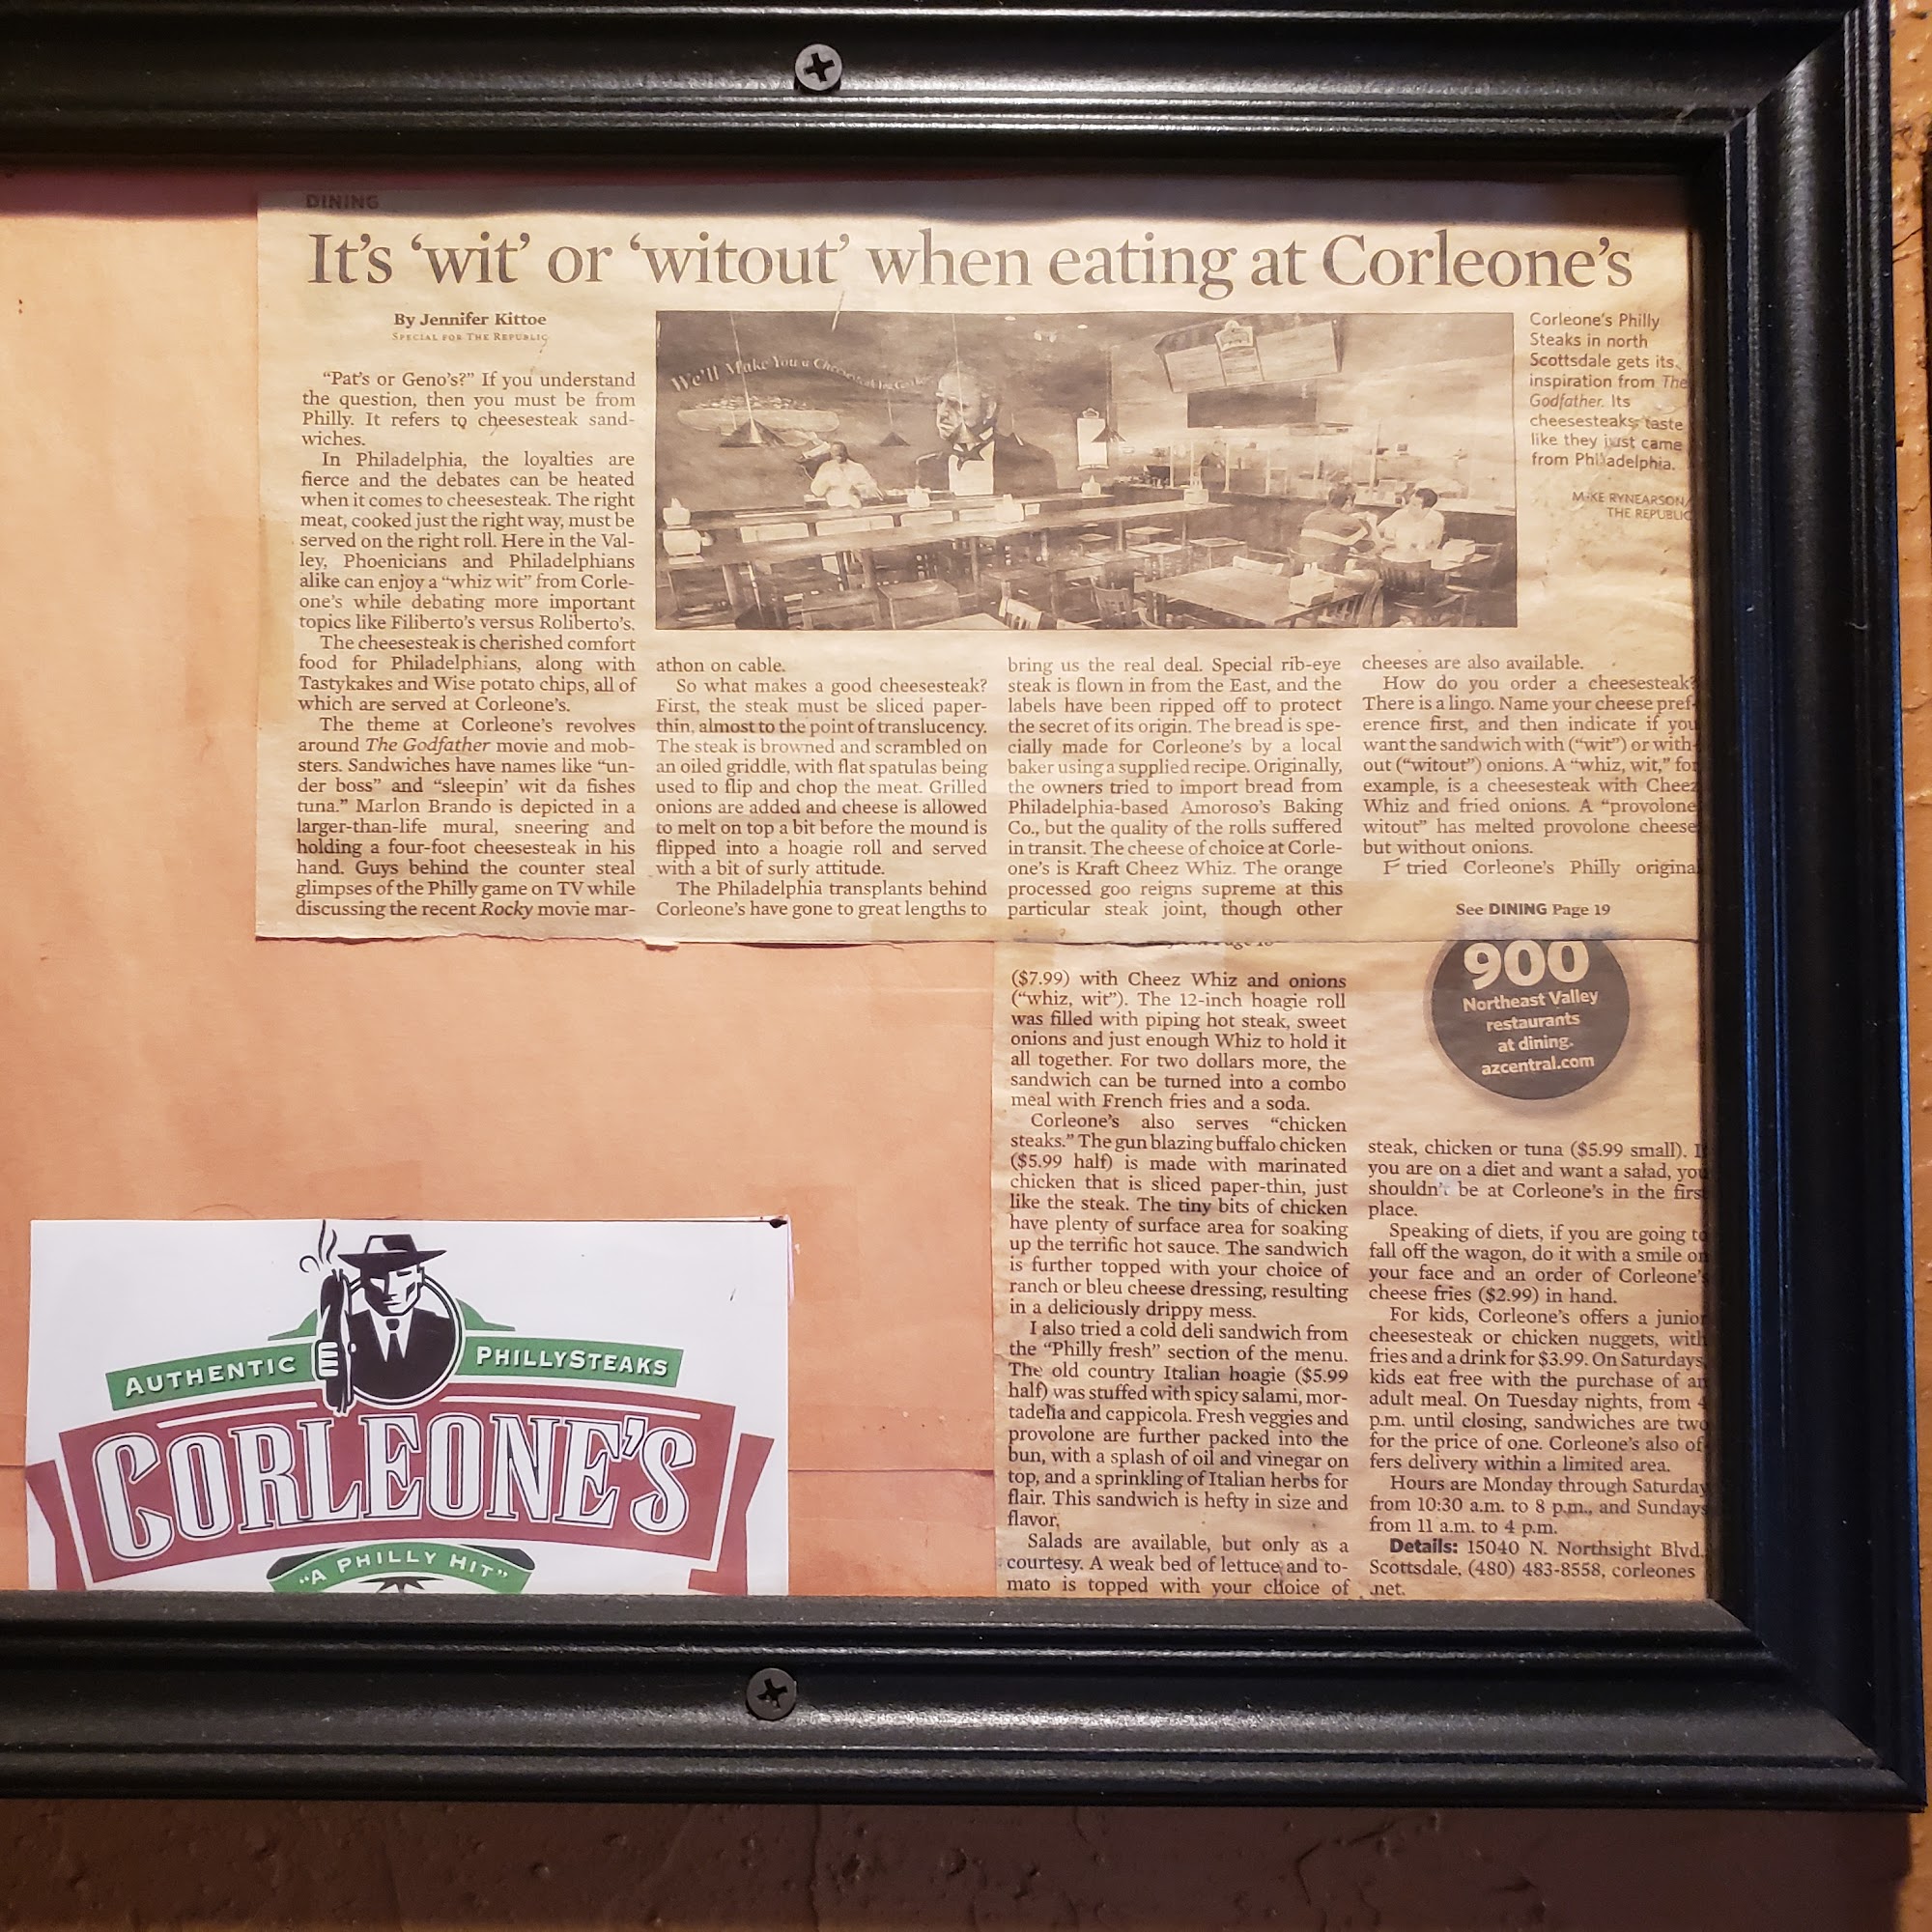 DINING
It's 'wit' or 'witout' when eating at Corleone's
By Jennifer Kittoe
SPECIAL FOR THE REPUBLIC
"Pat's or Geno's?" If you understand
the question, then you must be from
Philly. It refers to cheesesteak sand-
wiches.
In Philadelphia, the loyalties are
fierce and the debates can be heated
when it comes to cheesesteak. The right
meat, cooked just the right way, must be
served on the right roll. Here in the Val-
ley, Phoenicians and Philadelphians
alike can enjoy a "whiz wit" from Corle-
one's while debating more important
topics like Filiberto's versus Roliberto's.
The cheesesteak is cherished comfort
food for Philadelphians, along with
Tastykakes and Wise potato chips, all of
which are served at Corleone's.
The theme at Corleone's revolves
around The Godfather movie and mob-
sters. Sandwiches have names like "un-
der boss" and "sleepin' wit da fishes
tuna." Marlon Brando is depicted in a
larger-than-life mural, sneering and
holding a four-foot cheesesteak in his
hand. Guys behind the counter steal
glimpses of the Philly game on TV while
discussing the recent Rocky movie mar-
We'll Make You a Cheesesteak
Corleone's Philly
Steaks in north
Scottsdale gets its
inspiration from The
Godfather. Its
cheesesteaks taste
like they just came
from Philadelphia.
MIKE RYNEARSON/
THE REPUBLIC
athon on cable.
So what makes a good cheesesteak?
First, the steak must be sliced paper-
thin, almost to the point of translucency.
The steak is browned and scrambled on
an oiled griddle, with flat spatulas being
used to flip and chop the meat. Grilled
onions are added and cheese is allowed
to melt on top a bit before the mound is
flipped into a hoagie roll and served
with a bit of surly attitude.
The Philadelphia transplants behind
Corleone's have gone to great lengths to
bring us the real deal. Special rib-eye
steak is flown in from the East, and the
labels have been ripped off to protect
the secret of its origin. The bread is spe-
cially made for Corleone's by a local
baker using a supplied recipe. Originally,
the owners tried to import bread from
Philadelphia-based Amoroso's Baking
Co., but the quality of the rolls suffered
in transit. The cheese of choice at Corle-
one's is Kraft Cheez Whiz. The orange
processed goo reigns supreme at this
particular steak joint, though other
cheeses are also available.
How do you order a cheesesteak?
There is a lingo. Name your cheese pref-
erence first, and then indicate if you
want the sandwich with ("wit") or with-
out ("witout") onions. A "whiz, wit," for
example, is a cheesesteak with Cheez
Whiz and fried onions. A "provolone
witout" has melted provolone cheese
but without onions.
I tried Corleone's Philly original
See DINING Page 19
($7.99) with Cheez Whiz and onions
("whiz, wit"). The 12-inch hoagie roll
was filled with piping hot steak, sweet
onions and just enough Whiz to hold it
all together. For two dollars more, the
sandwich can be turned into a combo
meal with French fries and a soda.
Corleone's also serves "chicken
steaks." The gun blazing buffalo chicken
($5.99 half) is made with marinated
chicken that is sliced paper-thin, just
like the steak. The tiny bits of chicken
have plenty of surface area for soaking
up the terrific hot sauce. The sandwich
is further topped with your choice of
ranch or bleu cheese dressing, resulting
in a deliciously drippy mess.
I also tried a cold deli sandwich from
the "Philly fresh" section of the menu.
The old country Italian hoagie ($5.99
half) was stuffed with spicy salami, mor-
tadella and cappicola. Fresh veggies and
provolone are further packed into the
bun, with a splash of oil and vinegar on
top, and a sprinkling of Italian herbs for
flair. This sandwich is hefty in size and
flavor.
Salads are available, but only as a
courtesy. A weak bed of lettuce and to-
mato is topped with your choice of
900
Northeast Valley
restaurants
at dining.
azcentral.com
steak, chicken or tuna ($5.99 small). If
you are on a diet and want a salad, you
shouldn't be at Corleone's in the first
place.
Speaking of diets, if you are going to
fall off the wagon, do it with a smile on
your face and an order of Corleone's
cheese fries ($2.99) in hand.
For kids, Corleone's offers a junior
cheesesteak or chicken nuggets, with
fries and a drink for $3.99. On Saturdays,
kids eat free with the purchase of an
adult meal. On Tuesday nights, from 4
p.m. until closing, sandwiches are two
for the price of one. Corleone's also of-
fers delivery within a limited area.
Hours are Monday through Saturday
from 10:30 a.m. to 8 p.m., and Sundays
from 11 a.m. to 4 p.m.
Details: 15040 N. Northsight Blvd.,
Scottsdale, (480) 483-8558, corleones
.net.
AUTHENTIC PHILLYSTEAKS
CORLEONE'S
"A PHILLY HIT"